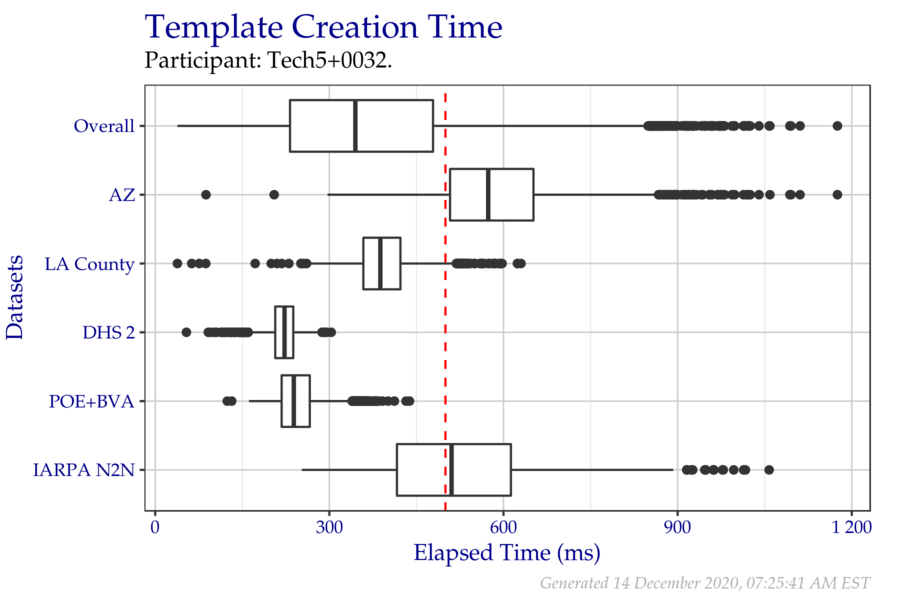 Template Creation Time
Participant: Tech5+0032.
Datasets
Overall
AZ
LA County
DHS 2
POE+BVA
IARPA N2N
0 300 600 900 1 200
Elapsed Time (ms)
Generated 14 December 2020, 07:25:41 AM EST